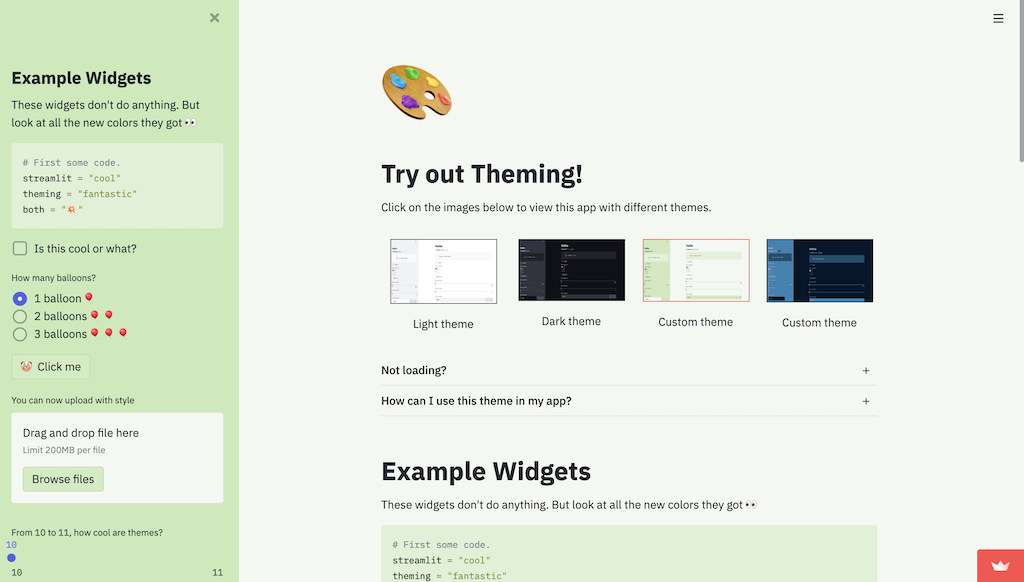 Example Widgets
These widgets don't do anything. But
look at all the new colors they got 👀
# First some code.
streamlit = "cool"
theming = "fantastic"
both = "💥"
Is this cool or what?
How many balloons?
1 balloon 🎈
2 balloons 🎈 🎈
3 balloons 🎈 🎈 🎈
🤡 Click me
You can now upload with style
Drag and drop file here
Limit 200MB per file
Browse files
From 10 to 11, how cool are themes?
10
10 11
Try out Theming!
Click on the images below to view this app with different themes.
Light theme
Dark theme
Custom theme
Custom theme
Not loading?
How can I use this theme in my app?
Example Widgets
These widgets don't do anything. But look at all the new colors they got 👀
# First some code.
streamlit = "cool"
theming = "fantastic"